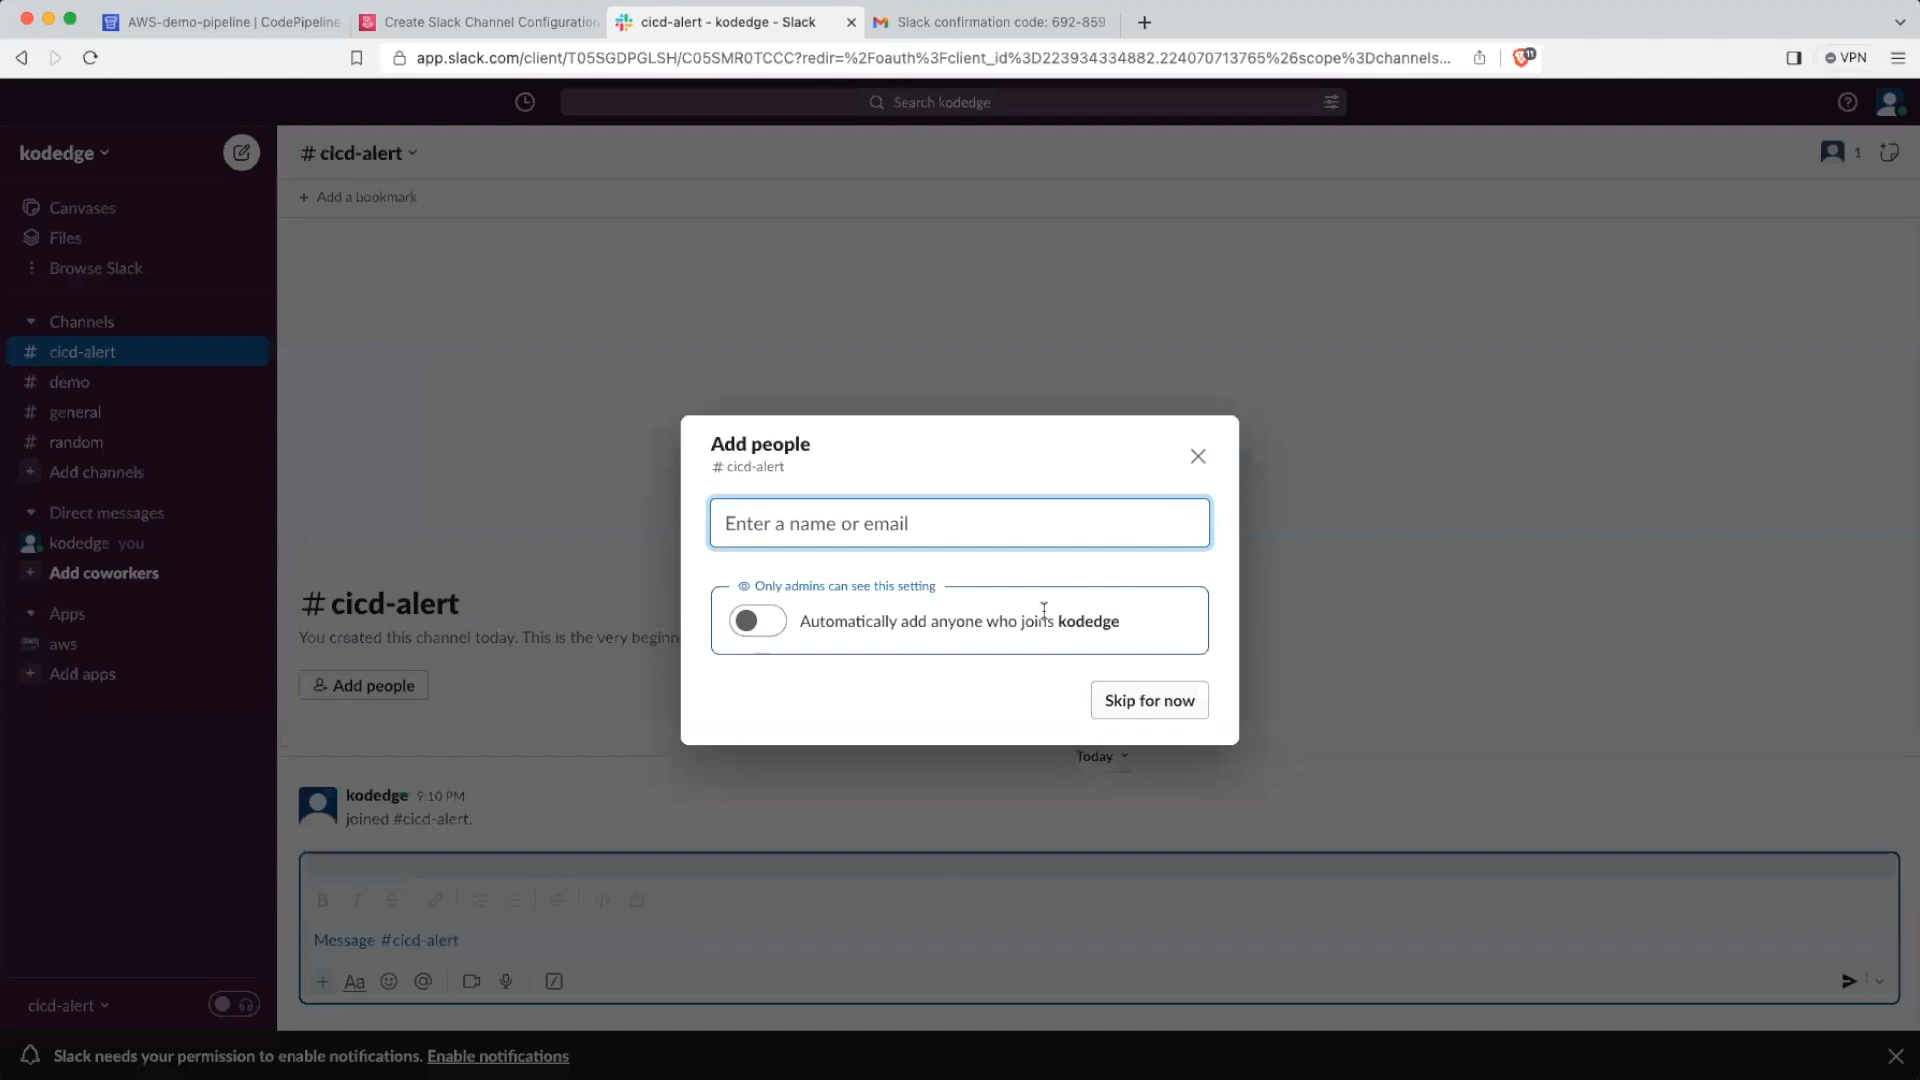 AWS-demo-pipeline | CodePipeline
Create Slack Channel Configuration
cicd-alert - kodedge - Slack
Slack confirmation code: 692-859
app.slack.com/client/T05SGDPGLSH/C05SMR0TCCC?redir=%2Foauth%3Fclient_id%3D223934334882.224070713765%26scope%3Dchannels...
11
VPN
Search kodedge
kodedge
# cicd-alert
1
+ Add a bookmark
Canvases
Files
Browse Slack
Channels
# cicd-alert
# demo
# general
# random
+ Add channels
Direct messages
kodedge you
+ Add coworkers
Apps
aws
+ Add apps
# cicd-alert
You created this channel today. This is the very beginn
Add people
Add people
# cicd-alert
Enter a name or email
Only admins can see this setting
Automatically add anyone who joins kodedge
Skip for now
Today
kodedge 9:10 PM
joined #cicd-alert.
Message #cicd-alert
Aa
cicd-alert
Slack needs your permission to enable notifications. Enable notifications